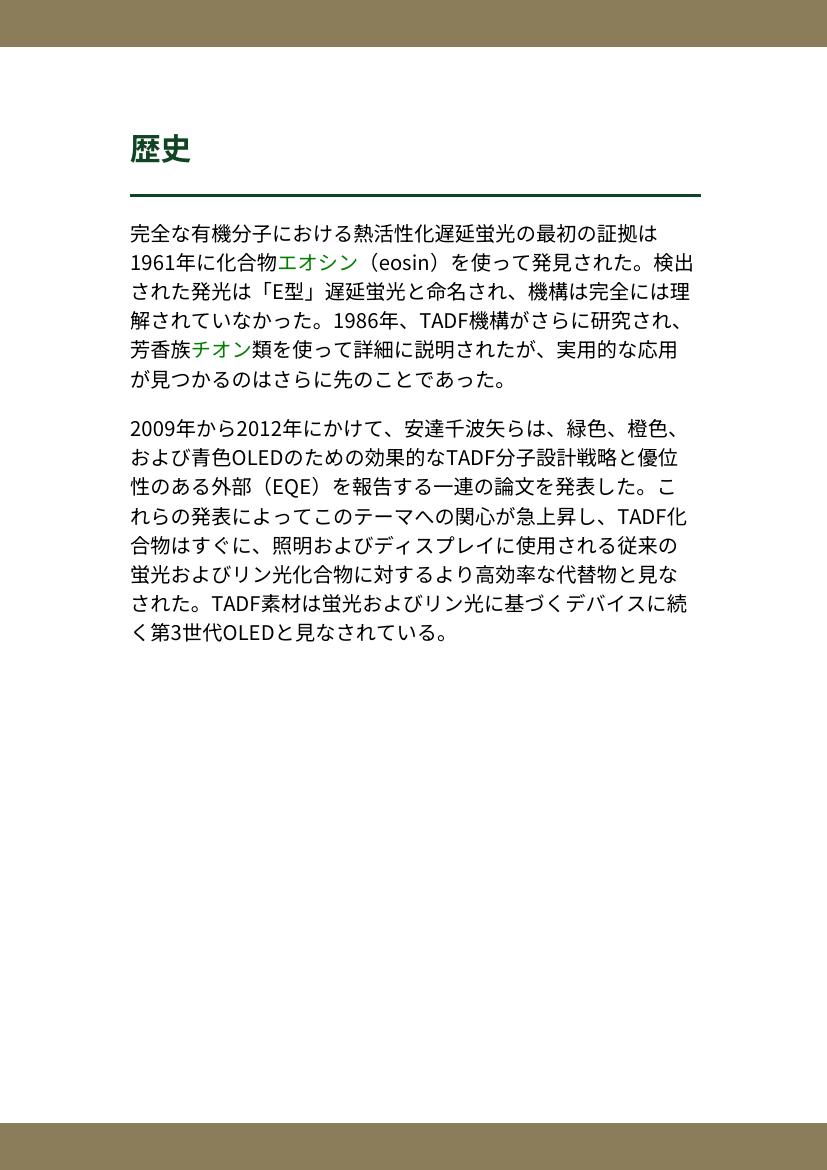 歴史
完全な有機分子における熱活性化遅延蛍光の最初の証拠は
1961年に化合物エオシン（eosin）を使って発見された。検出
された発光は「E型」遅延蛍光と命名され、機構は完全には理
解されていなかった。1986年、TADF機構がさらに研究され、
芳香族チオン類を使って詳細に説明されたが、実用的な応用
が見つかるのはさらに先のことであった。
2009年から2012年にかけて、安達千波矢らは、緑色、橙色、
および青色OLEDのための効果的なTADF分子設計戦略と優位
性のある外部（EQE）を報告する一連の論文を発表した。こ
れらの発表によってこのテーマへの関心が急上昇し、TADF化
合物はすぐに、照明およびディスプレイに使用される従来の
蛍光およびリン光化合物に対するより高効率な代替物と見な
された。TADF素材は蛍光およびリン光に基づくデバイスに続
く第3世代OLEDと見なされている。